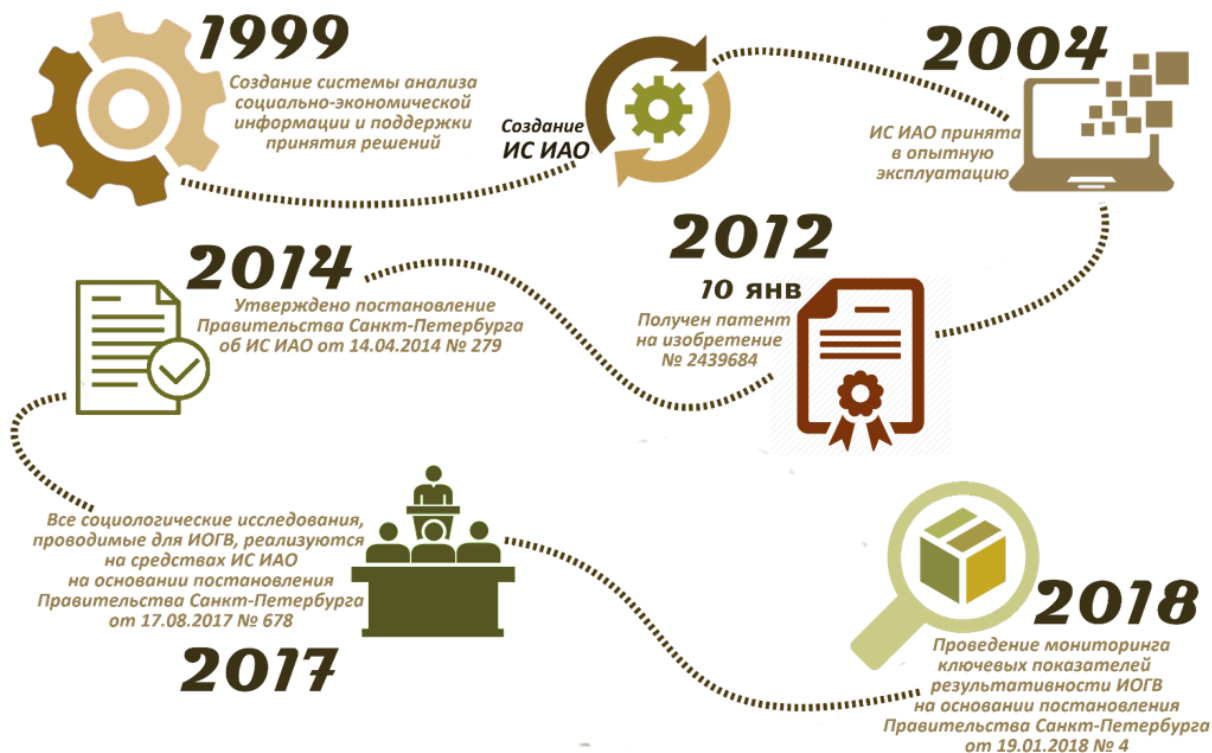 1999
Создание системы анализа
социально-экономической
информации и поддержки
принятия решений
Создание
ИС ИАО
2004
ИС ИАО принята
в опытную
эксплуатацию
2012
10 янв
Получен патент
на изобретение
№ 2439684
2014
Утверждено постановление
Правительства Санкт-Петербурга
об ИС ИАО от 14.04.2014 № 279
Все социологические исследования,
проводимые для ИОГВ, реализуются
на средствах ИС ИАО
на основании постановления
Правительства Санкт-Петербурга
от 17.08.2017 № 678
2017
2018
Проведение мониторинга
ключевых показателей
результативности ИОГВ
на основании постановления
Правительства Санкт-Петербурга
от 19.01.2018 № 4